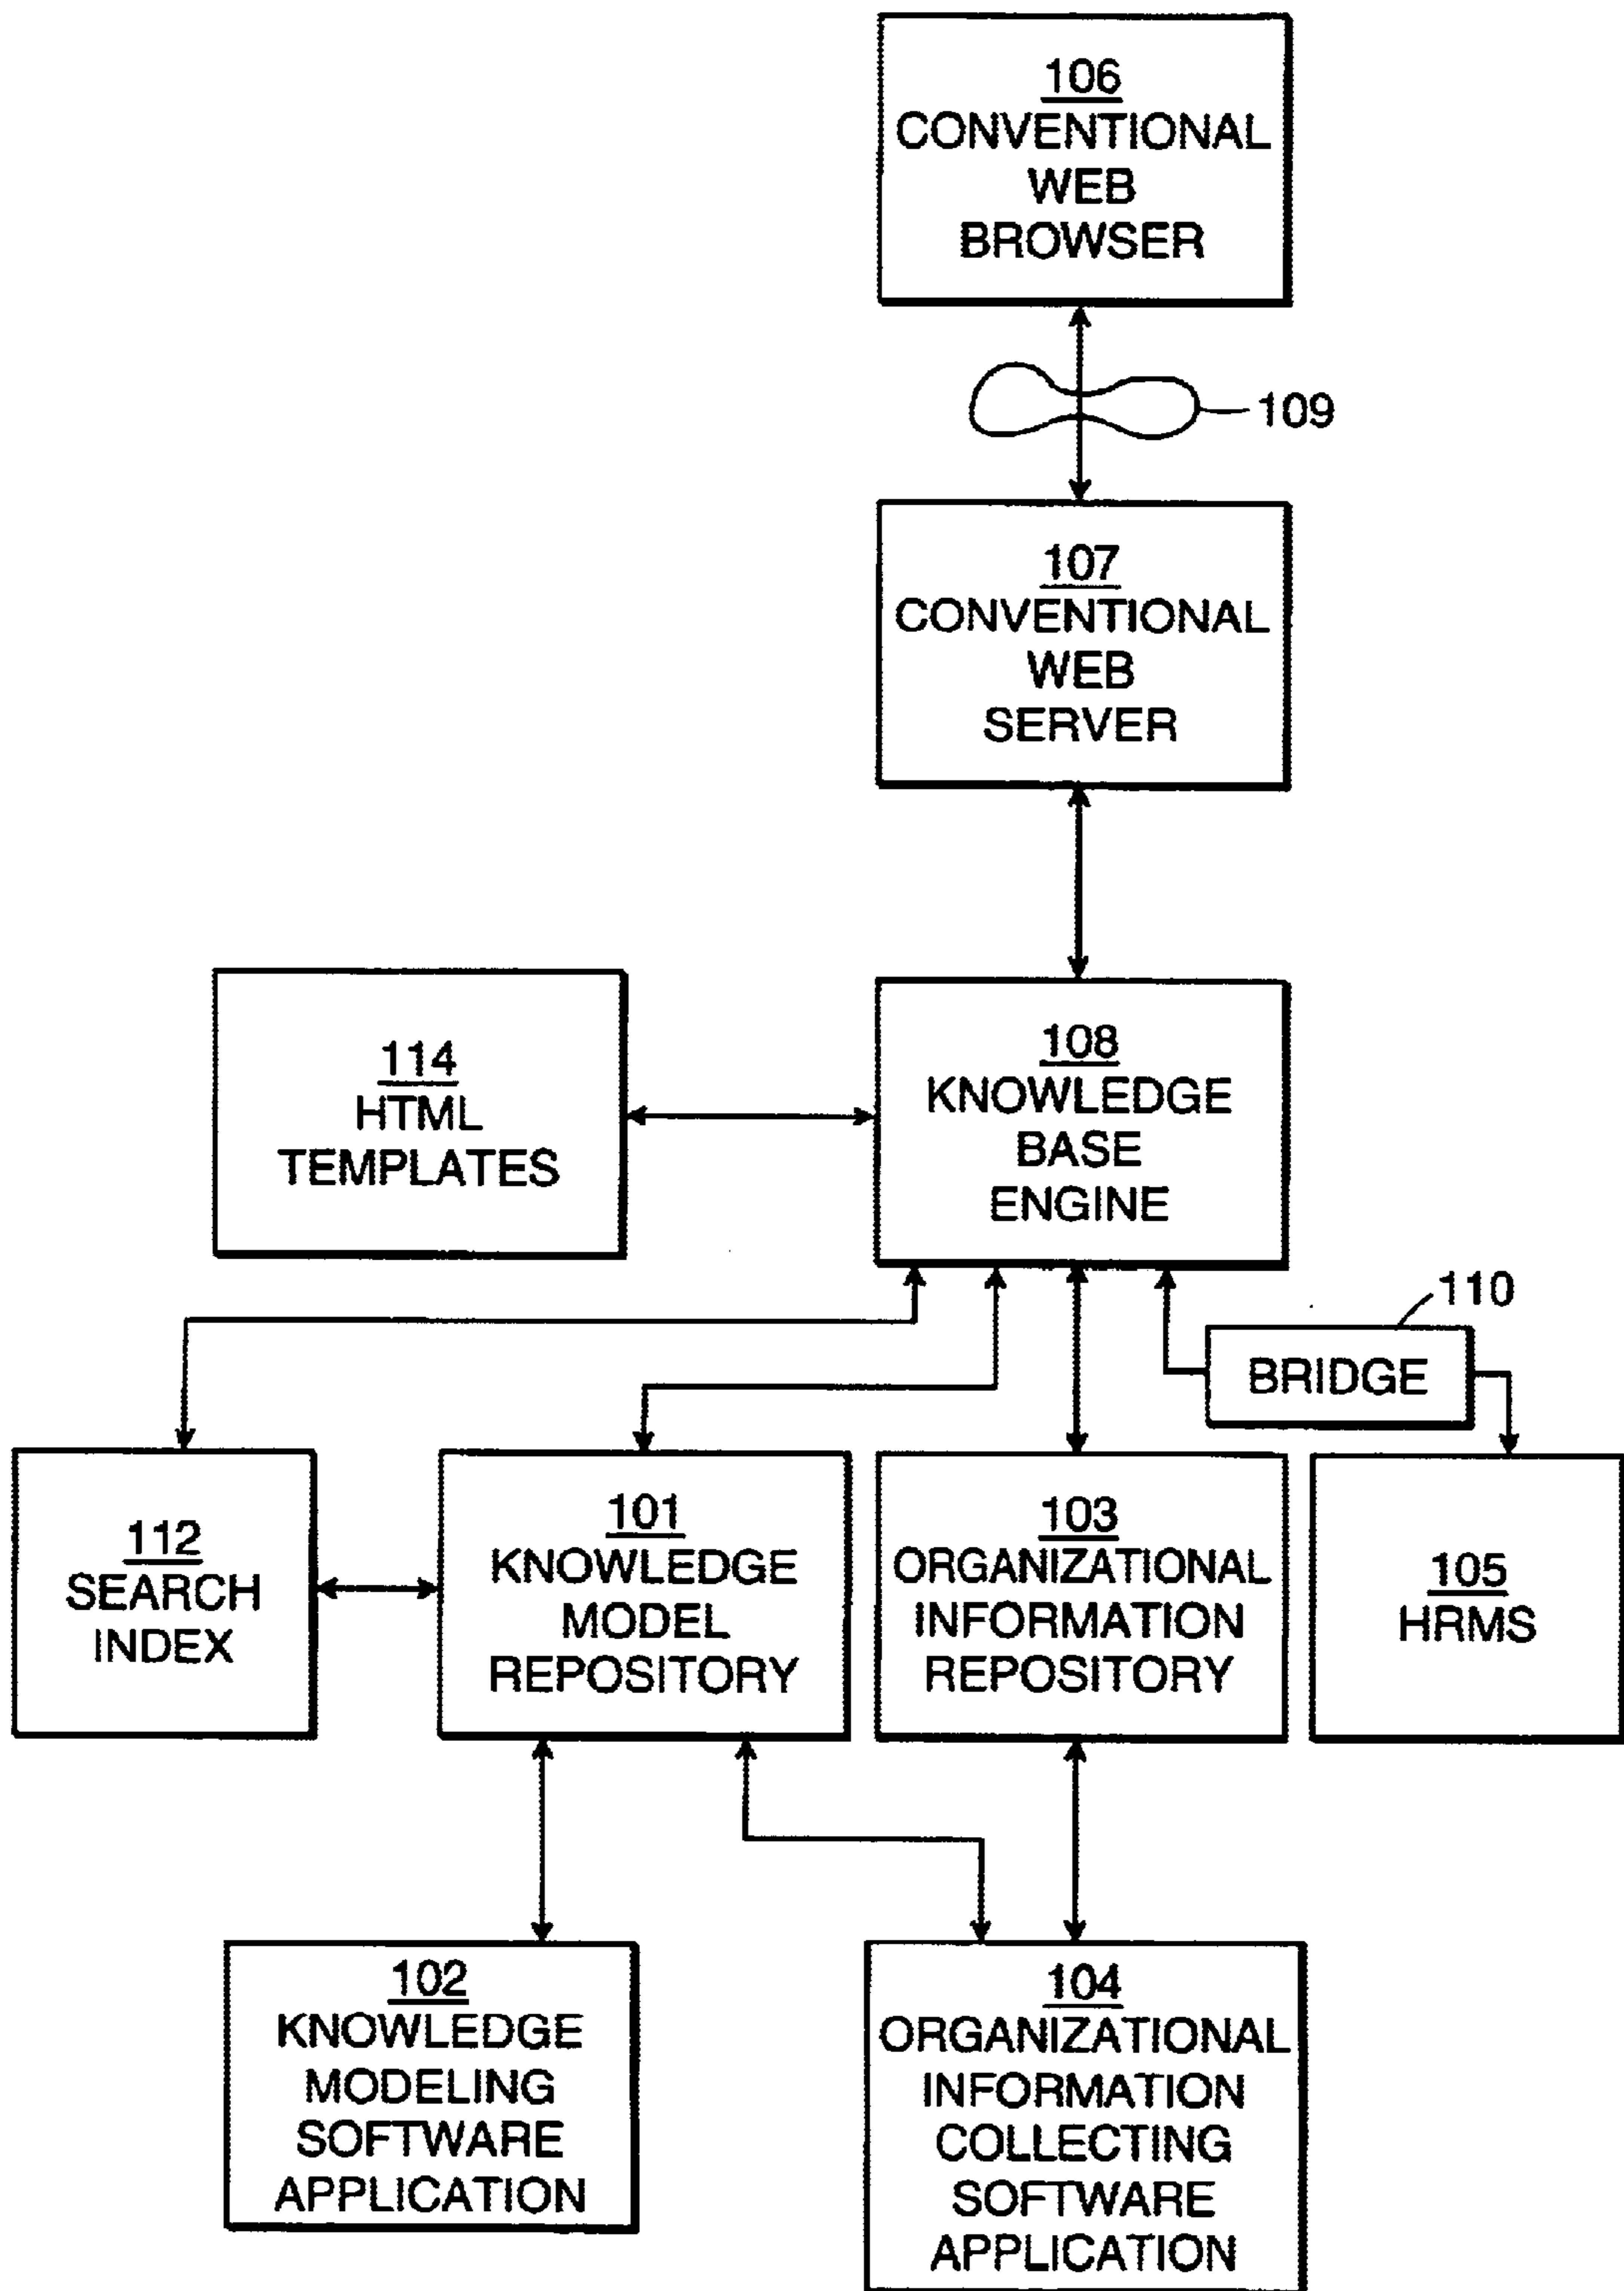 106
CONVENTIONAL
WEB
BROWSER
109
107
CONVENTIONAL
WEB
SERVER
114
HTML
TEMPLATES
108
KNOWLEDGE
BASE
ENGINE
110
BRIDGE
112
SEARCH
INDEX
101
KNOWLEDGE
MODEL
REPOSITORY
103
ORGANIZATIONAL
INFORMATION
REPOSITORY
105
HRMS
102
KNOWLEDGE
MODELING
SOFTWARE
APPLICATION
104
ORGANIZATIONAL
INFORMATION
COLLECTING
SOFTWARE
APPLICATION